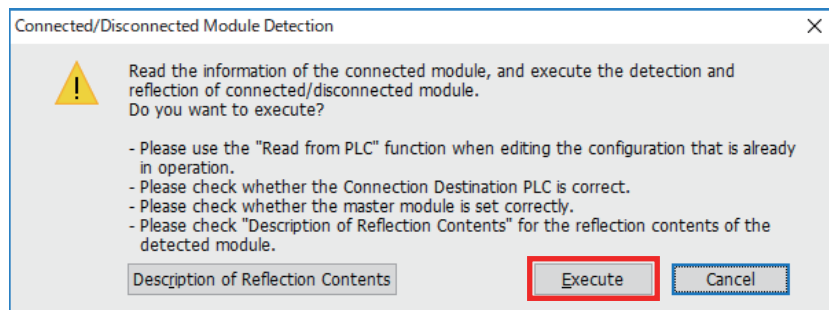 Connected/Disconnected Module Detection
Read the information of the connected module, and execute the detection and
reflection of connected/disconnected module.
Do you want to execute?
- Please use the "Read from PLC" function when editing the configuration that is already
in operation.
- Please check whether the Connection Destination PLC is correct.
- Please check whether the master module is set correctly.
- Please check "Description of Reflection Contents" for the reflection contents of the
detected module.
Description of Reflection Contents Execute Cancel